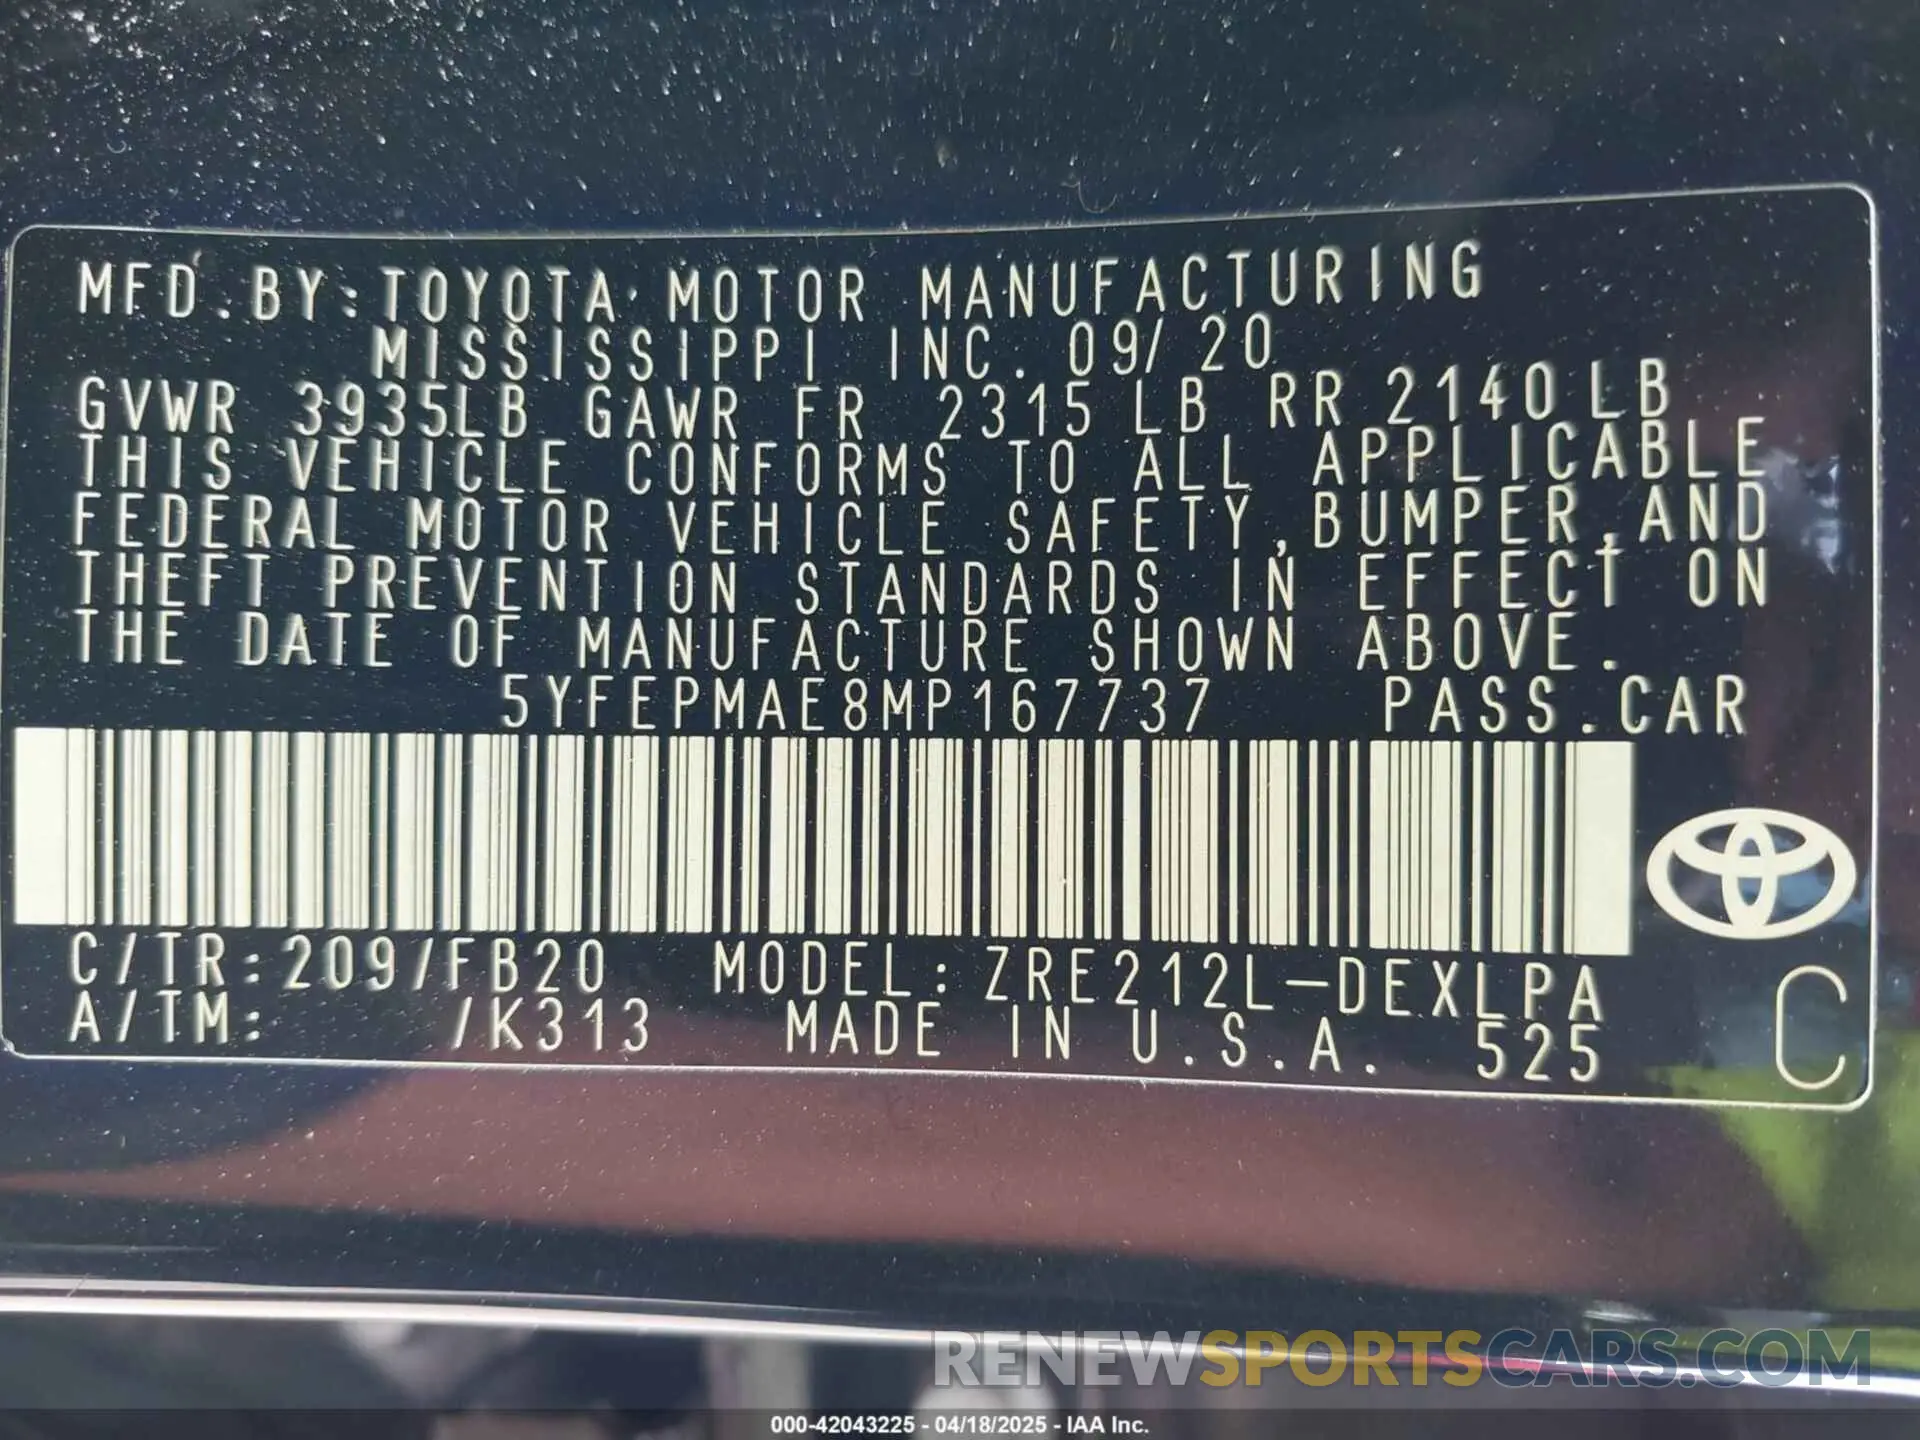 MFD.BY:TOYOTA MOTOR MANUFACTURING
MISSISSIPPI INC. 09/20
GVWR 3935LB GAWR FR 2315LB RR 2140LB
THIS VEHICLE CONFORMS TO ALL APPLICABLE
FEDERAL MOTOR VEHICLE SAFETY,BUMPER,AND
THEFT PREVENTION STANDARDS IN EFFECT ON
THE DATE OF MANUFACTURE SHOWN ABOVE.
5YFEPMAE8MP167737 PASS.CAR
C/TR:209/FB20 MODEL:ZRE212L-DEXLPA
A/TM: /K313 MADE IN U.S.A. 525
C
RENEWSPORTSCARS.COM
000-42043225 - 04/18/2025 - IAA Inc.